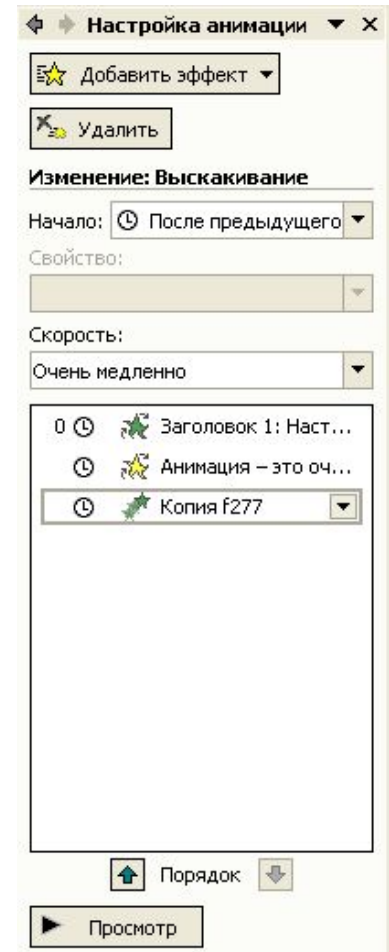 Настройка анимации
Добавить эффект
Удалить
Изменение: Выскакивание
Начало: После предыдущего
Свойство:
Скорость:
Очень медленно
0 Заголовок 1: Наст...
Анимация – это оч...
Копия f277
Порядок
Просмотр